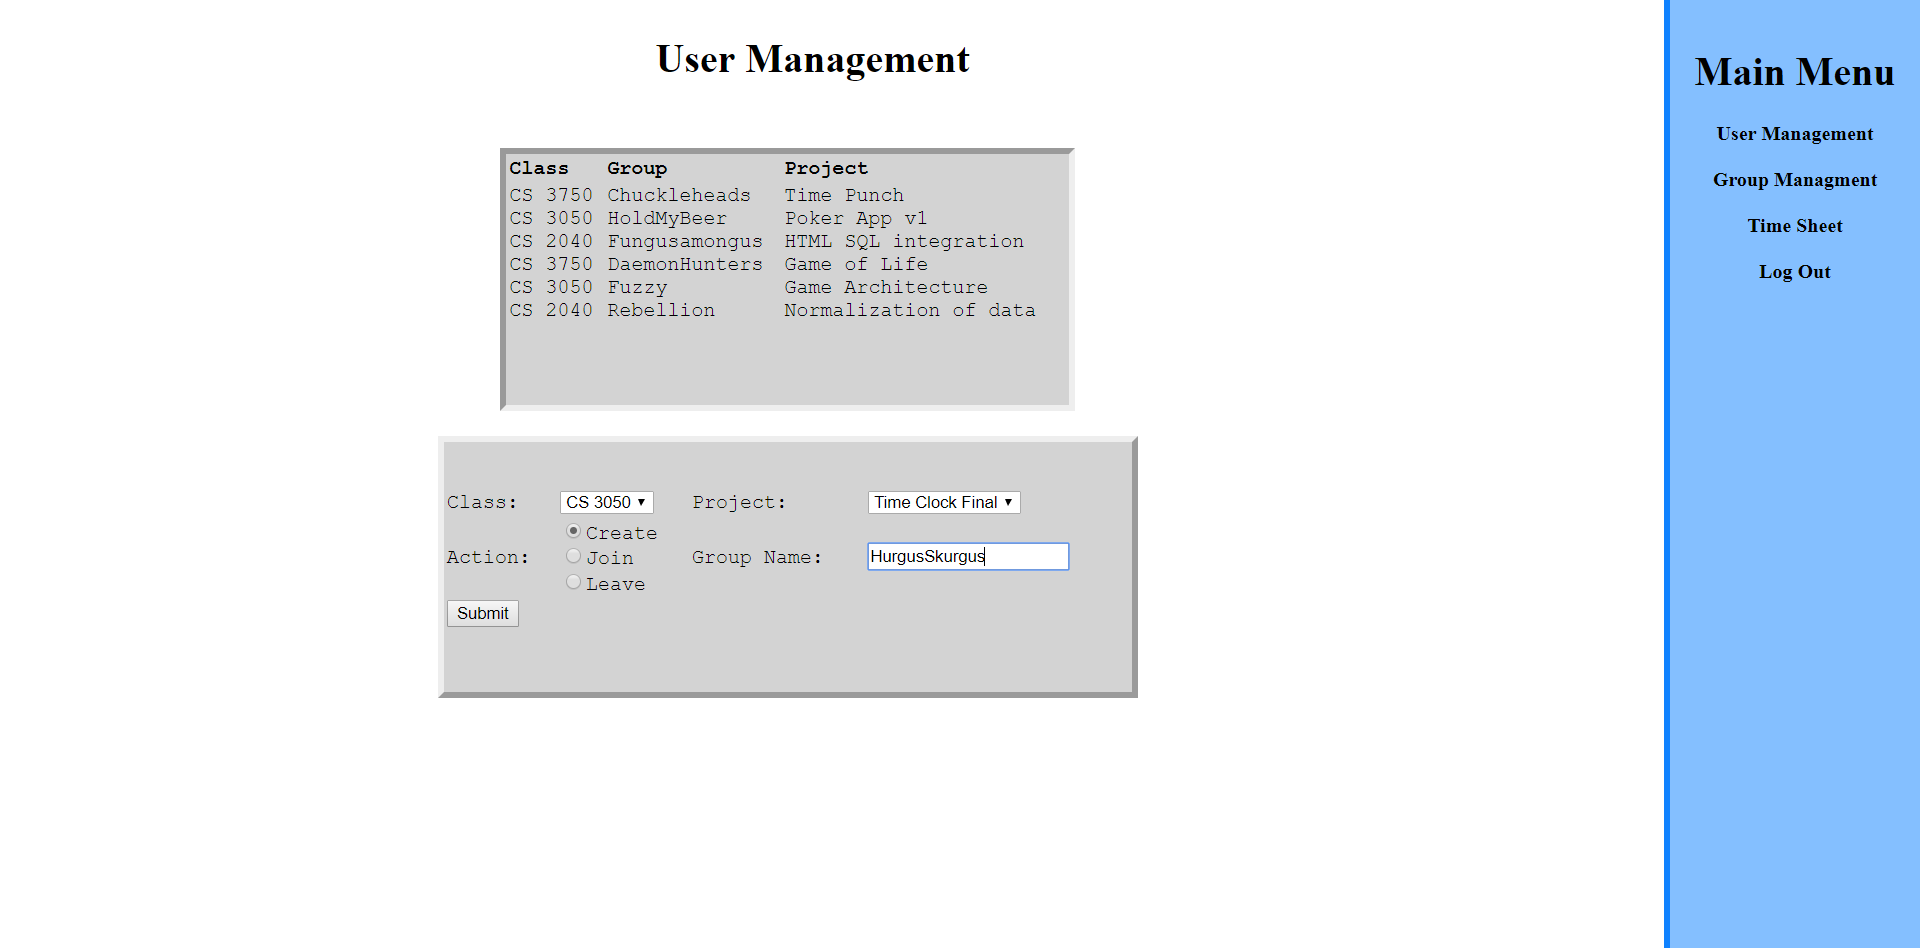 User Management
Class Group Project
CS 3750 Chuckleheads Time Punch
CS 3050 HoldMyBeer Poker App v1
CS 2040 Fungusamongus HTML SQL integration
CS 3750 DaemonHunters Game of Life
CS 3050 Fuzzy Game Architecture
CS 2040 Rebellion Normalization of data
Class: CS 3050 Project: Time Clock Final
Create
Action: Join Group Name: HurgusSkurgus
Leave
Submit
Main Menu
User Management
Group Managment
Time Sheet
Log Out